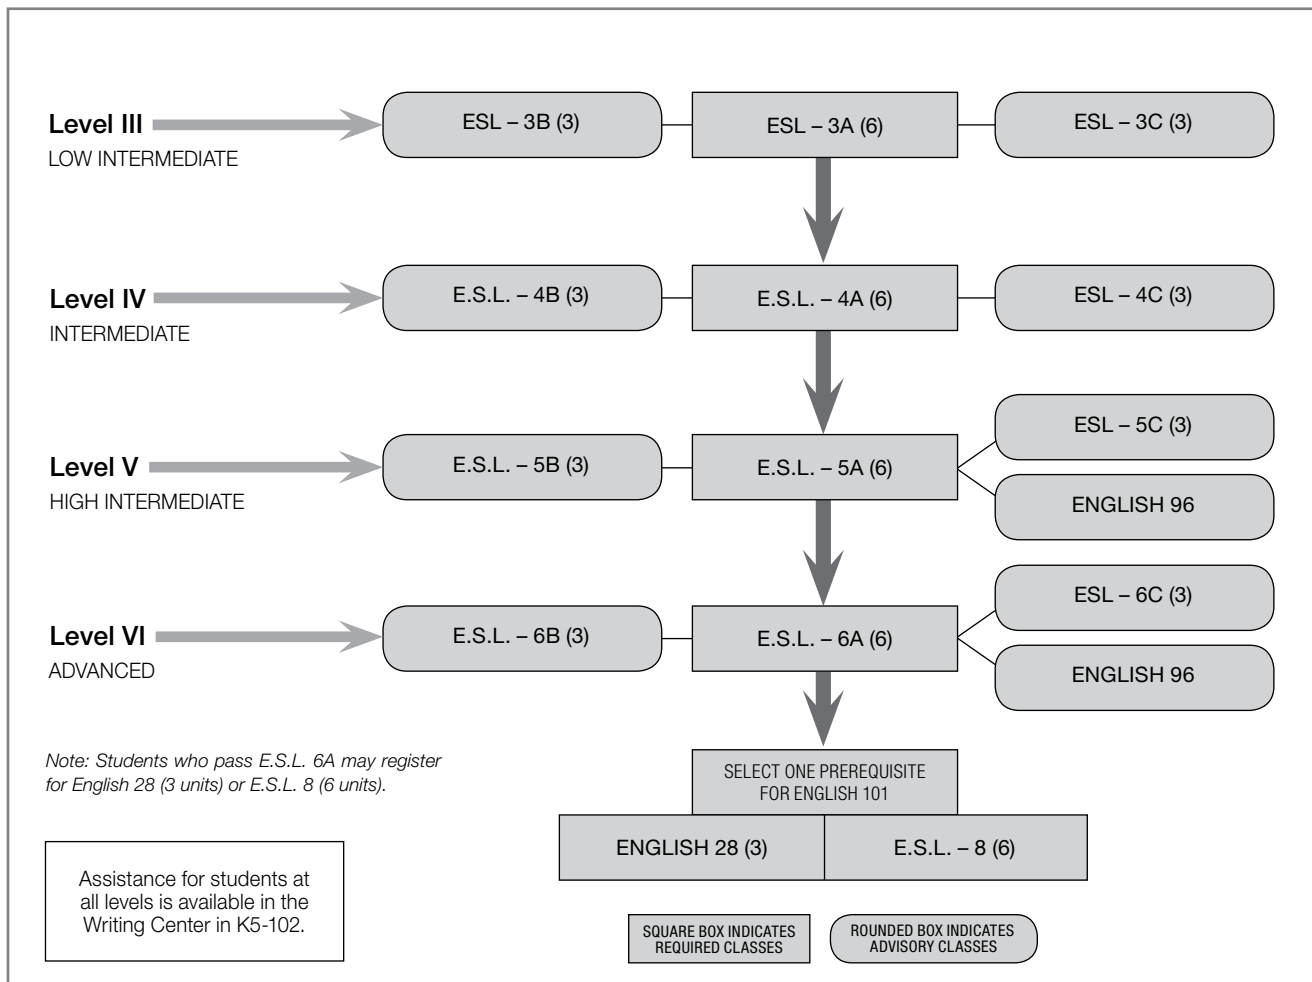 Level III
LOW INTERMEDIATE
ESL – 3B (3)
ESL – 3A (6)
ESL – 3C (3)
Level IV
INTERMEDIATE
E.S.L. – 4B (3)
E.S.L. – 4A (6)
ESL – 4C (3)
Level V
HIGH INTERMEDIATE
E.S.L. – 5B (3)
E.S.L. – 5A (6)
ESL – 5C (3)
ENGLISH 96
Level VI
ADVANCED
E.S.L. – 6B (3)
E.S.L. – 6A (6)
ESL – 6C (3)
ENGLISH 96
Note: Students who pass E.S.L. 6A may register
for English 28 (3 units) or E.S.L. 8 (6 units).
SELECT ONE PREREQUISITE
FOR ENGLISH 101
ENGLISH 28 (3)
E.S.L. – 8 (6)
Assistance for students at
all levels is available in the
Writing Center in K5-102.
SQUARE BOX INDICATES
REQUIRED CLASSES
ROUNDED BOX INDICATES
ADVISORY CLASSES